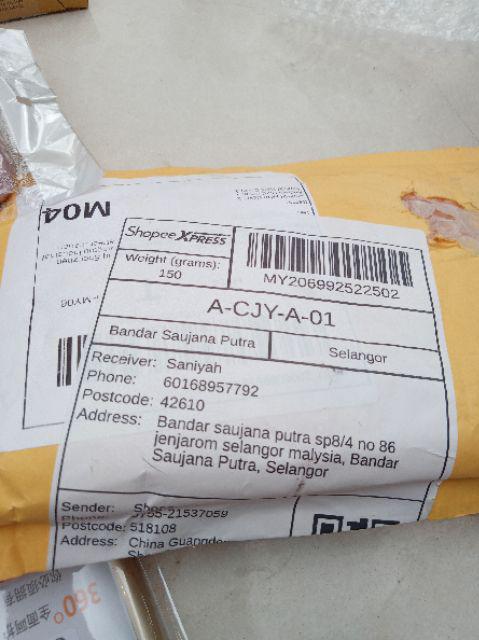 M04
Shopee XPRESS
Weight (grams):
150
MY206992522502
A-CJY-A-01
Bandar Saujana Putra
Selangor
Receiver: Saniyah
Phone: 60168957792
Postcode: 42610
Address: Bandar saujana putra sp8/4 no 86
jenjarom selangor malysia, Bandar
Saujana Putra, Selangor
Sender:
Postcode: 518108
Address: China
360°